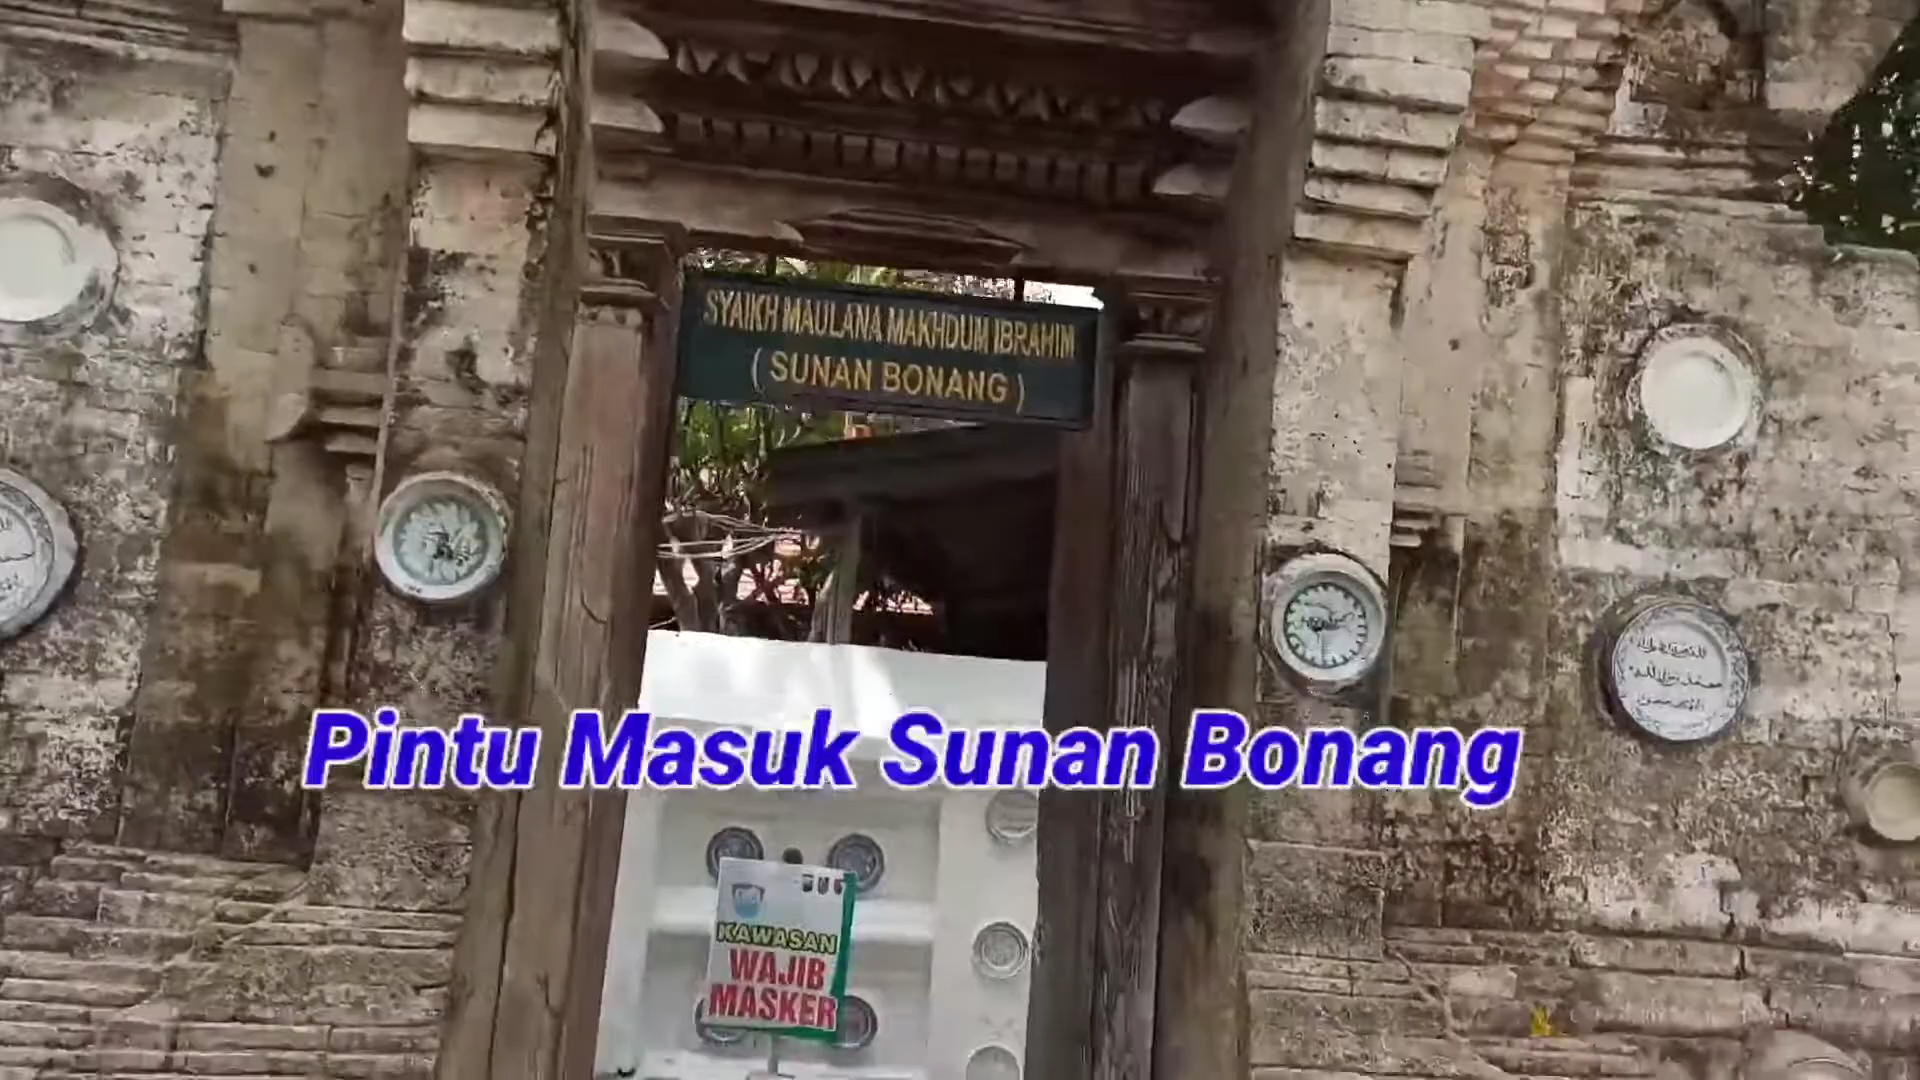 SYAIKH MAULANA MAKHDUM IBRAHIM
( SUNAN BONANG )
Pintu Masuk Sunan Bonang
KAWASAN
WAJIB
MASKER